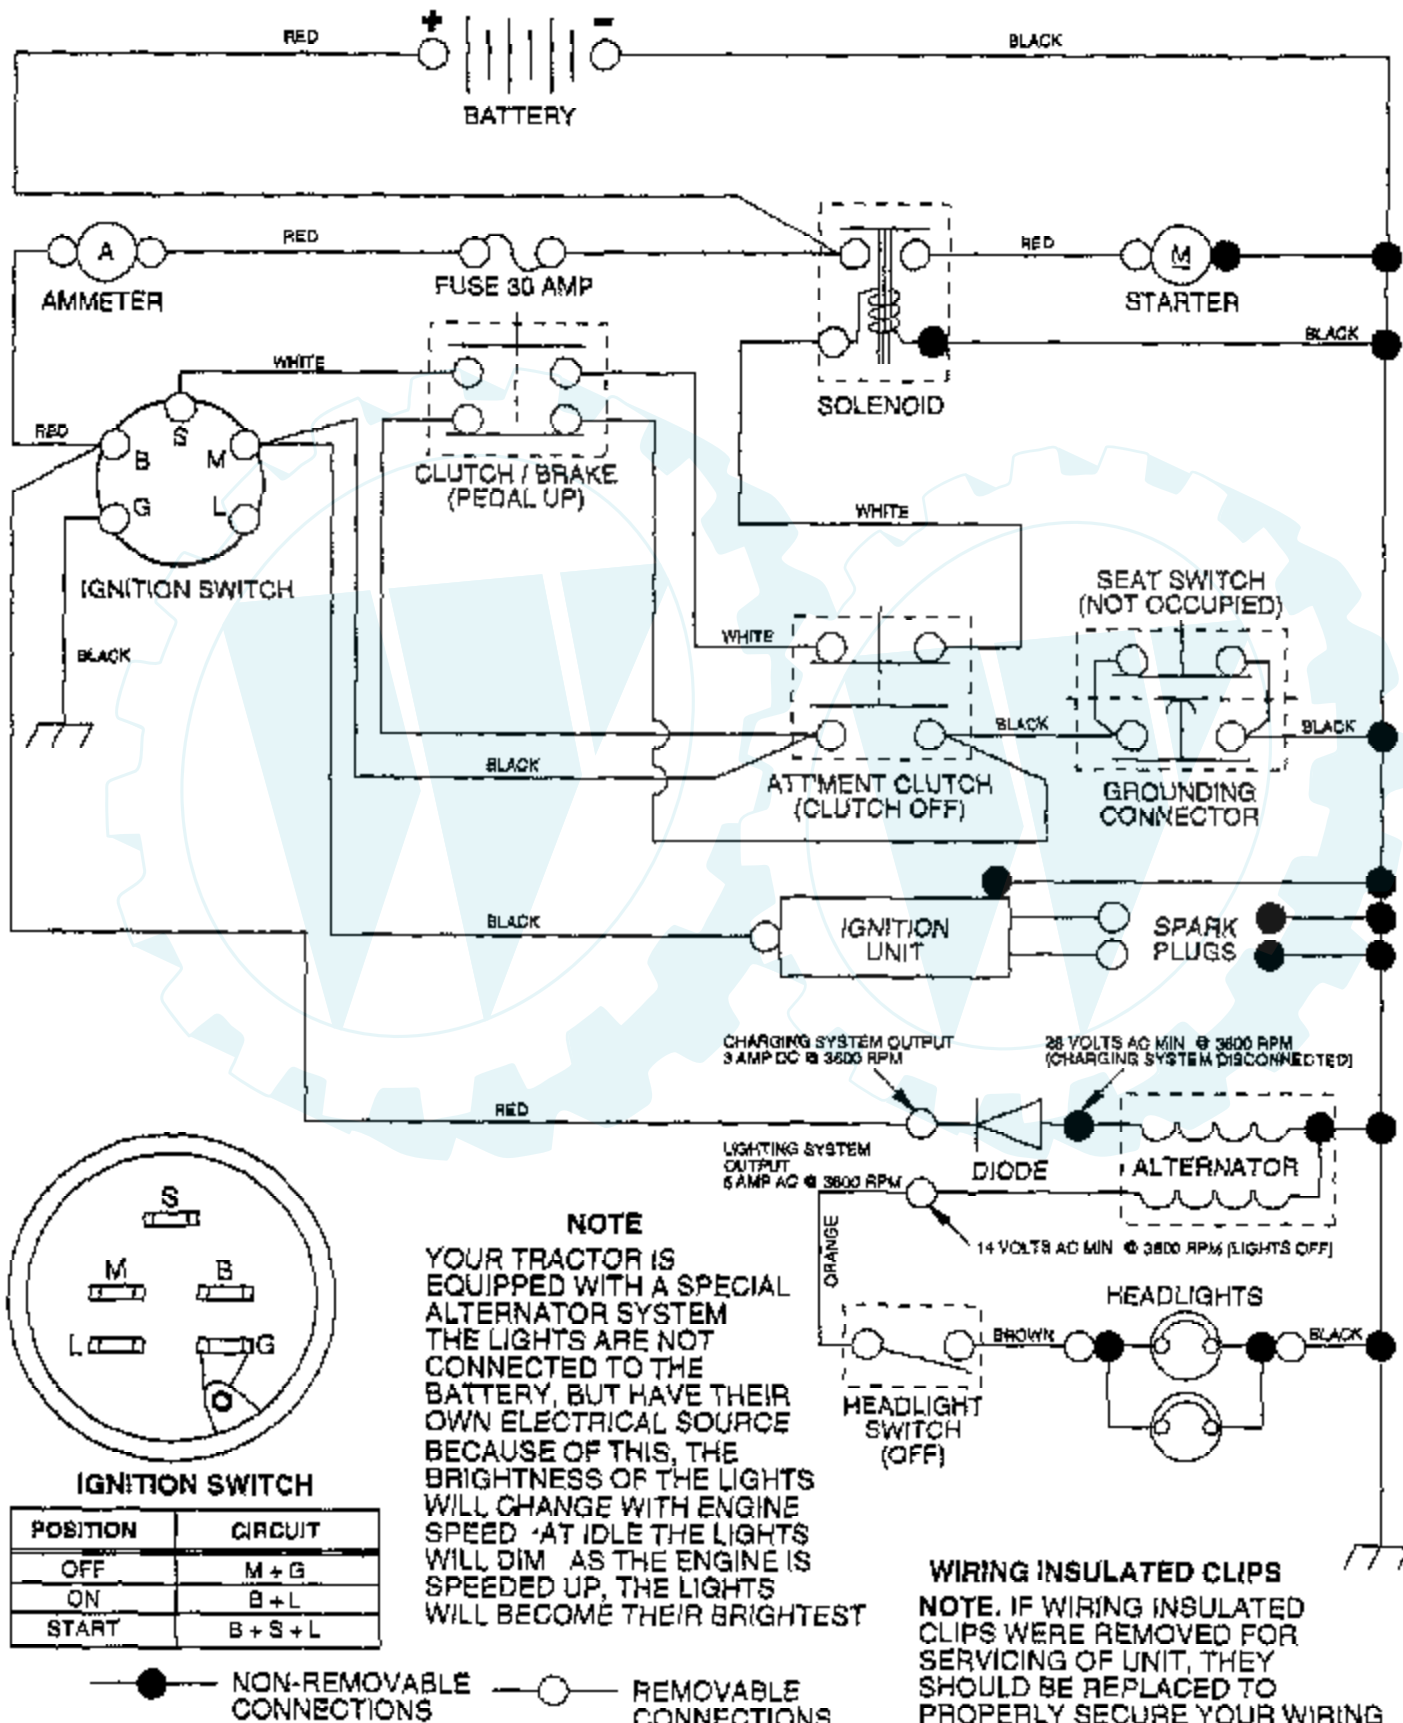 + −
RED
BLACK
BATTERY
A
RED
RED
M
AMMETER
FUSE 30 AMP
STARTER
WHITE
BLACK
SOLENOID
RED
S
B
M
G
L
CLUTCH / BRAKE
(PEDAL UP)
WHITE
IGNITION SWITCH
SEAT SWITCH
(NOT OCCUPIED)
BLACK
WHITE
BLACK
BLACK
BLACK
ATT'MENT CLUTCH
(CLUTCH OFF)
GROUNDING
CONNECTOR
BLACK
IGNITION
UNIT
SPARK
PLUGS
CHARGING SYSTEM OUTPUT
3 AMP DC @ 3600 RPM
28 VOLTS AC MIN @ 3600 RPM
(CHARGING SYSTEM DISCONNECTED)
RED
LIGHTING SYSTEM
OUTPUT
5 AMP AC @ 3600 RPM
DIODE
ALTERNATOR
ORANGE
14 VOLTS AC MIN @ 3600 RPM (LIGHTS OFF)
HEADLIGHTS
BROWN
BLACK
HEADLIGHT
SWITCH
(OFF)
S
M
B
L
G
IGNITION SWITCH
POSITION CIRCUIT
OFF M + G
ON B + L
START B + S + L
NOTE
YOUR TRACTOR IS
EQUIPPED WITH A SPECIAL
ALTERNATOR SYSTEM
THE LIGHTS ARE NOT
CONNECTED TO THE
BATTERY, BUT HAVE THEIR
OWN ELECTRICAL SOURCE
BECAUSE OF THIS, THE
BRIGHTNESS OF THE LIGHTS
WILL CHANGE WITH ENGINE
SPEED AT IDLE THE LIGHTS
WILL DIM AS THE ENGINE IS
SPEEDED UP, THE LIGHTS
WILL BECOME THEIR BRIGHTEST
WIRING INSULATED CLIPS
NOTE. IF WIRING INSULATED
CLIPS WERE REMOVED FOR
SERVICING OF UNIT, THEY
SHOULD BE REPLACED TO
PROPERLY SECURE YOUR WIRING
NON-REMOVABLE
CONNECTIONS
REMOVABLE
CONNECTIONS